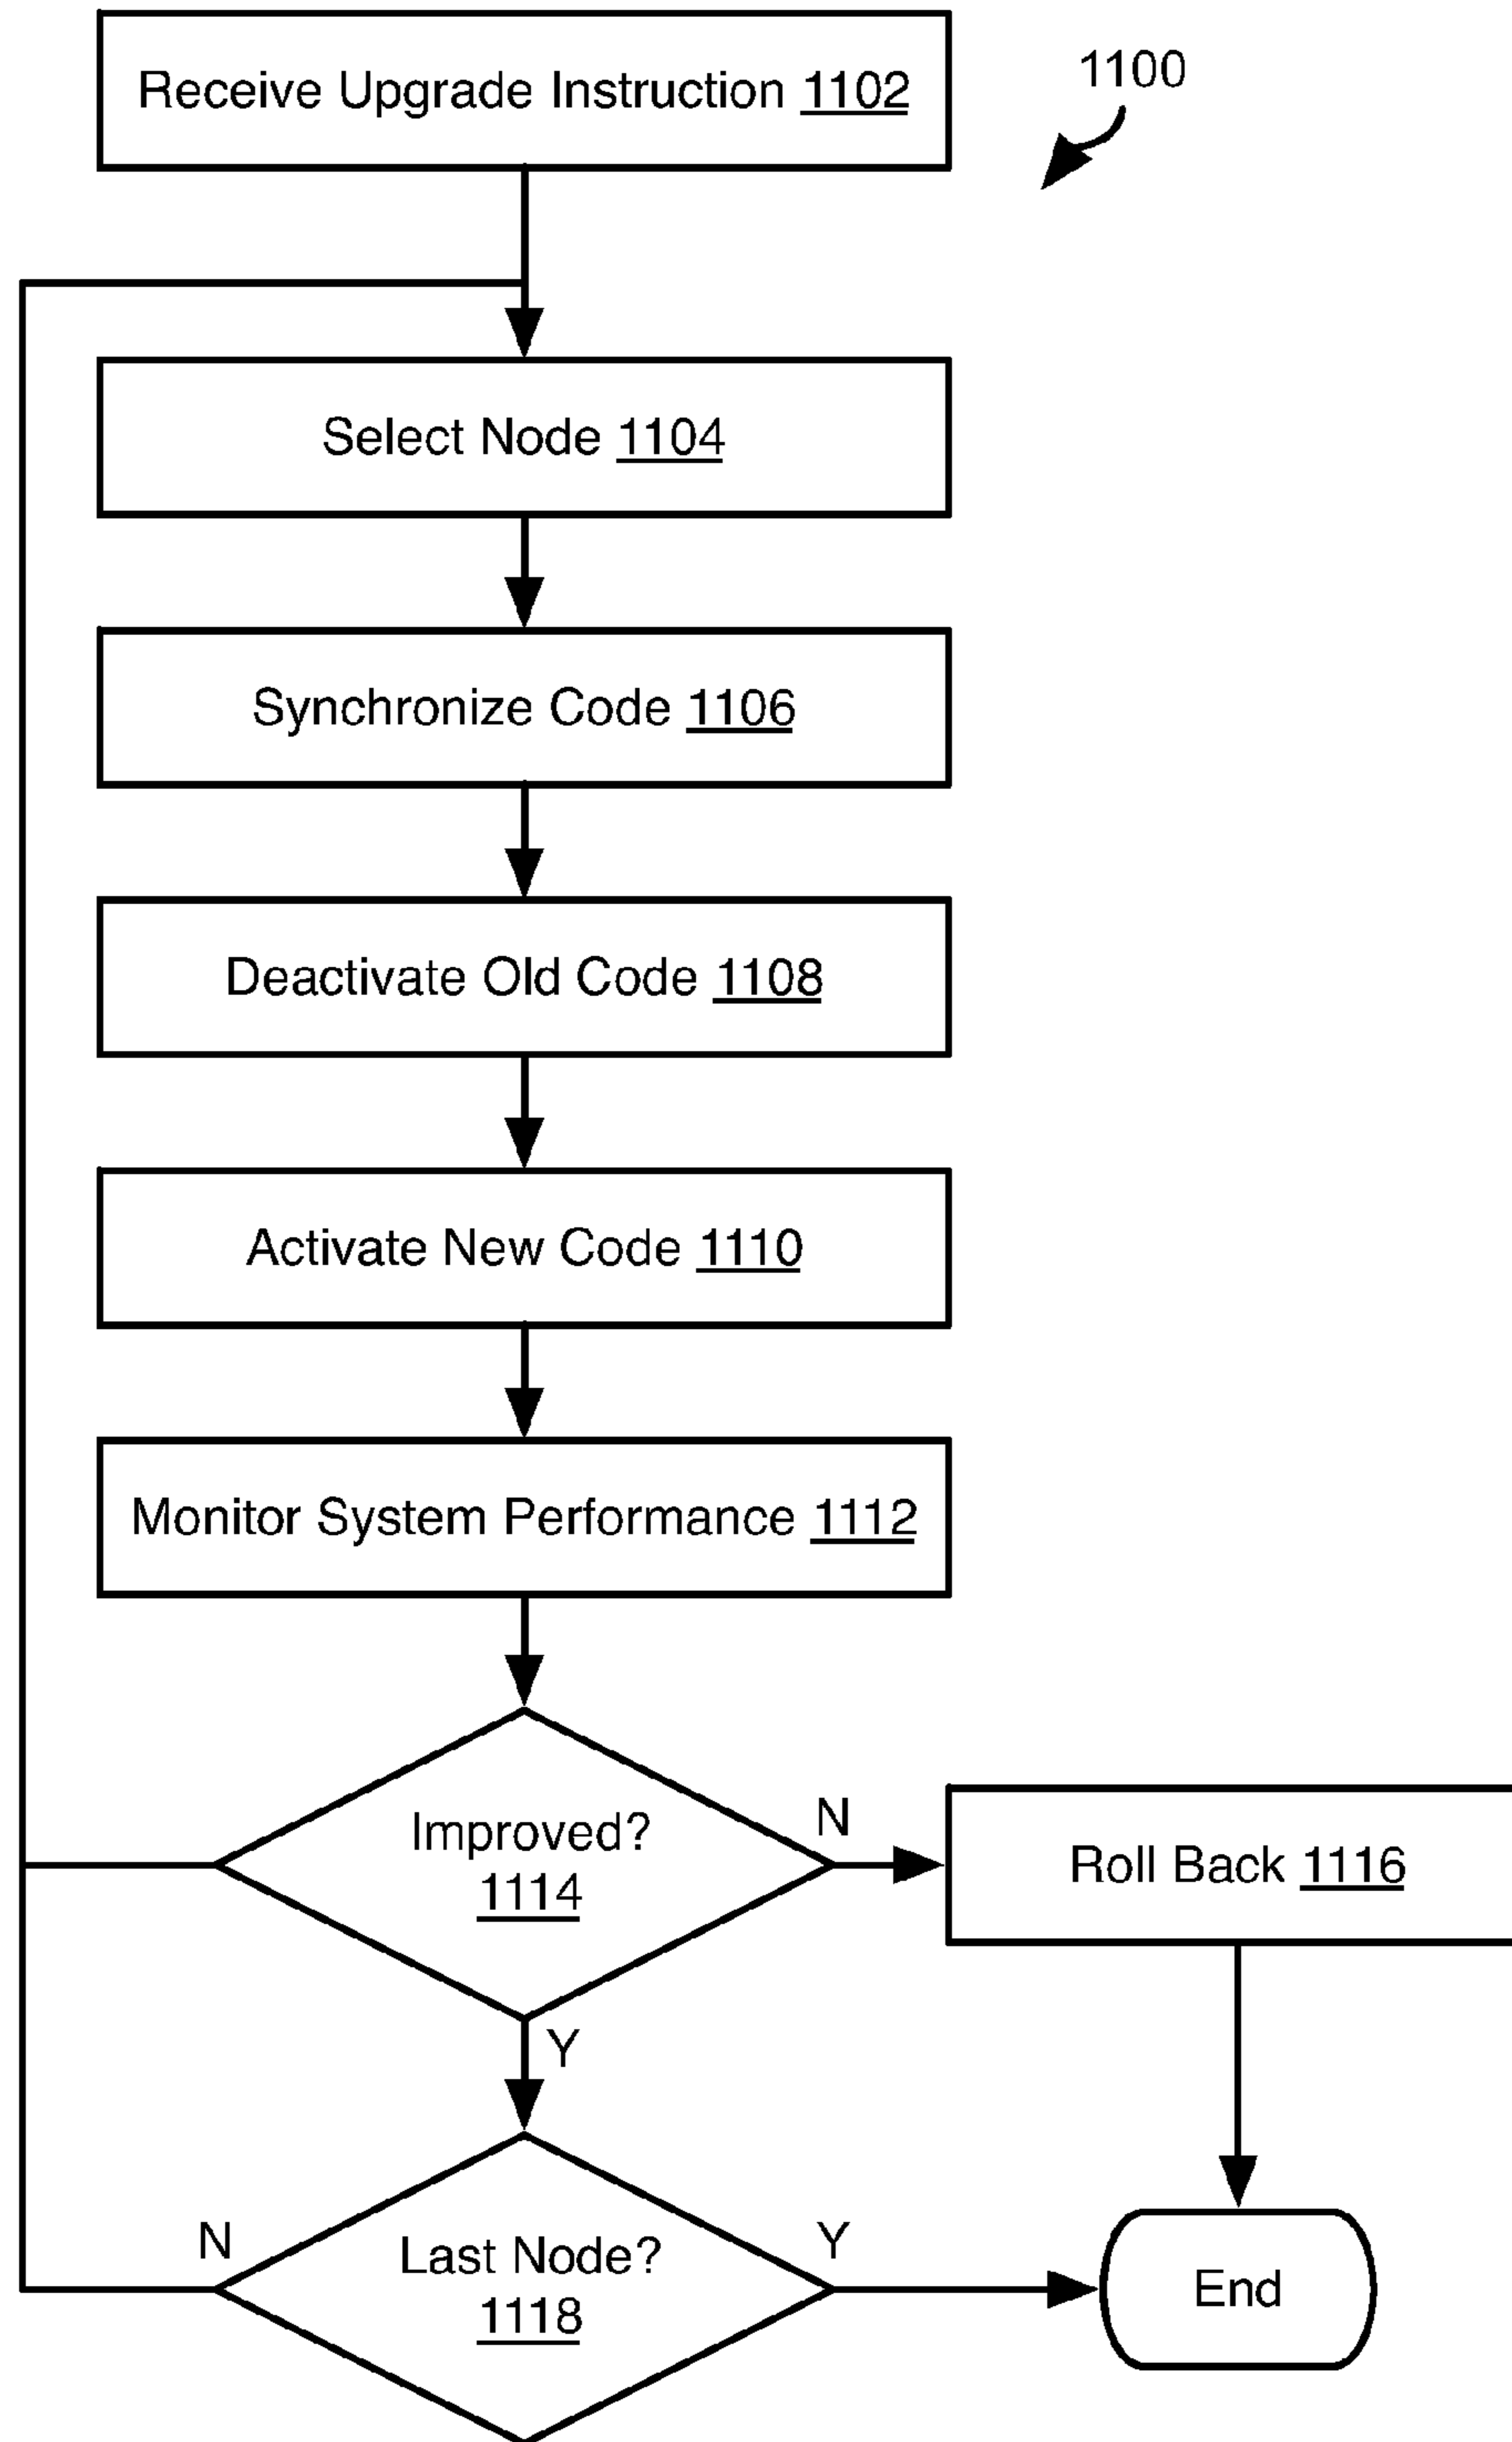 Receive Upgrade Instruction 1102
1100
Select Node 1104
Synchronize Code 1106
Deactivate Old Code 1108
Activate New Code 1110
Monitor System Performance 1112
Improved?
1114
N
Roll Back 1116
Y
N
Last Node?
1118
Y
End